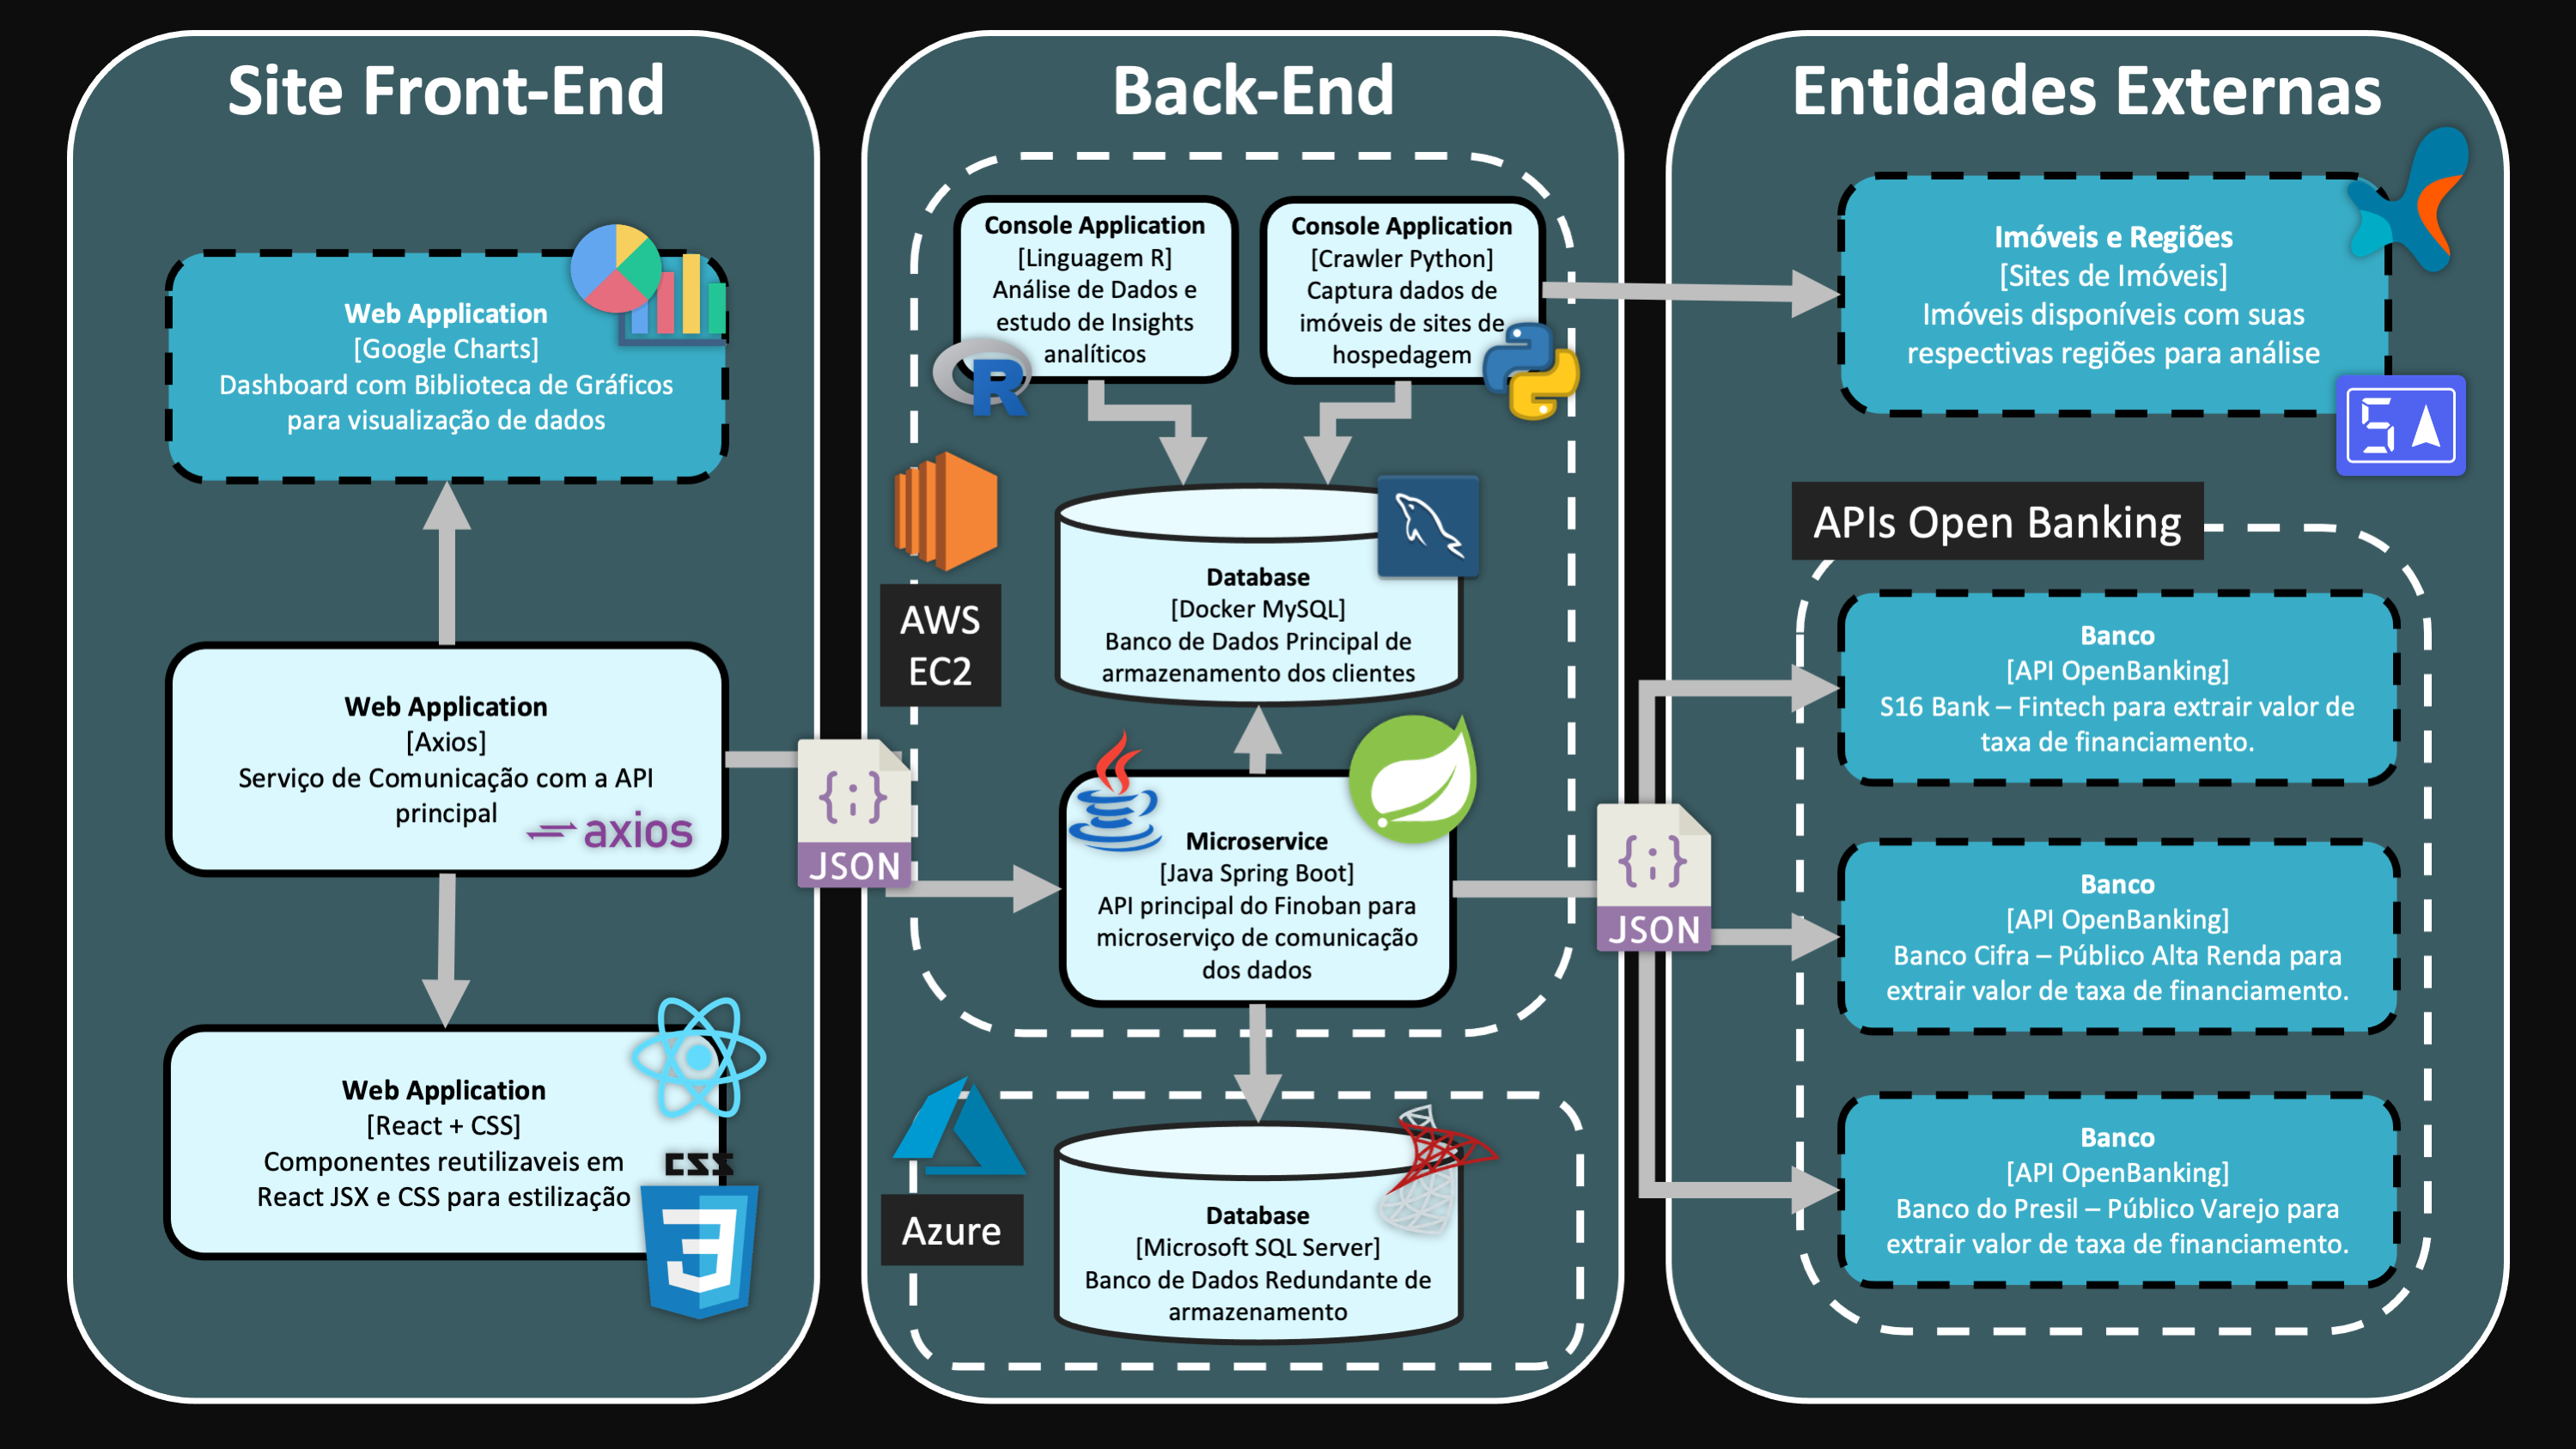 Site Front-End
Web Application
[Google Charts]
Dashboard com Biblioteca de Gráficos
para visualização de dados
Web Application
[Axios]
Serviço de Comunicação com a API
principal
axios
Web Application
[React + CSS]
Componentes reutilizaveis em
React JSX e CSS para estilização
CSS
3
JSON
Back-End
Console Application
[Linguagem R]
Análise de Dados e
estudo de Insights
analíticos
R
Console Application
[Crawler Python]
Captura dados de
imóveis de sites de
hospedagem
AWS
EC2
Database
[Docker MySQL]
Banco de Dados Principal de
armazenamento dos clientes
Microservice
[Java Spring Boot]
API principal do Finoban para
microserviço de comunicação
dos dados
Azure
Database
[Microsoft SQL Server]
Banco de Dados Redundante de
armazenamento
JSON
Entidades Externas
Imóveis e Regiões
[Sites de Imóveis]
Imóveis disponíveis com suas
respectivas regiões para análise
5
APIs Open Banking
Banco
[API OpenBanking]
S16 Bank – Fintech para extrair valor de
taxa de financiamento.
Banco
[API OpenBanking]
Banco Cifra – Público Alta Renda para
extrair valor de taxa de financiamento.
Banco
[API OpenBanking]
Banco do Presil – Público Varejo para
extrair valor de taxa de financiamento.